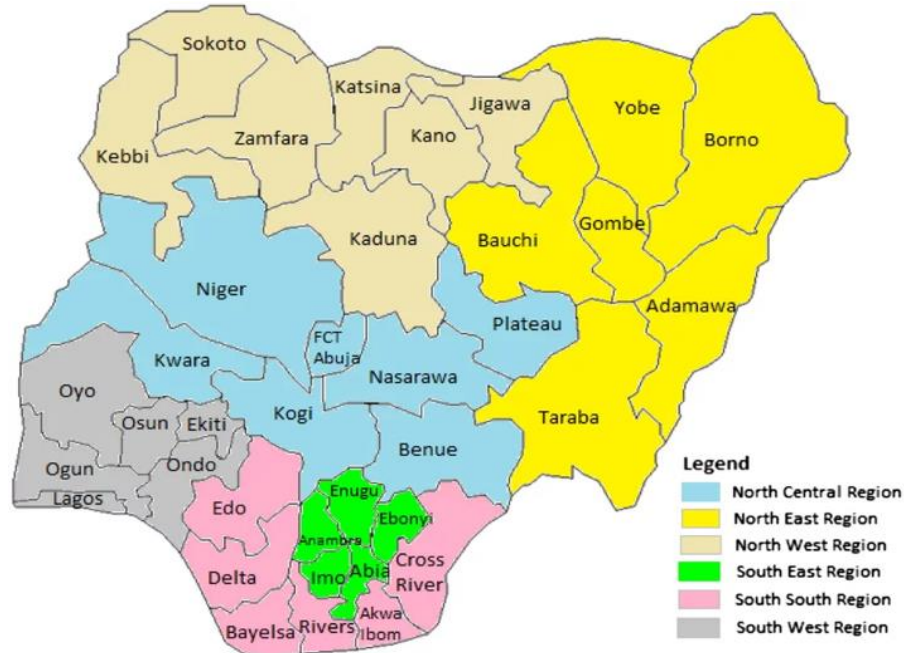 Sokoto
Katsina
Jigawa
Yobe
Borno
Kano
Zamfara
Kebbi
Gombe
Bauchi
Kaduna
Niger
Adamawa
Plateau
FCT
Abuja
Kwara
Nasarawa
Oyo
Kogi
Taraba
Osun
Ekiti
Benue
Ogun
Ondo
Lagos
Enugu
Edo
Ebonyi
Anambra
Cross
River
Delta
Imo
Abia
Akwa
Ibom
Bayelsa
Rivers
Legend
North Central Region
North East Region
North West Region
South East Region
South South Region
South West Region